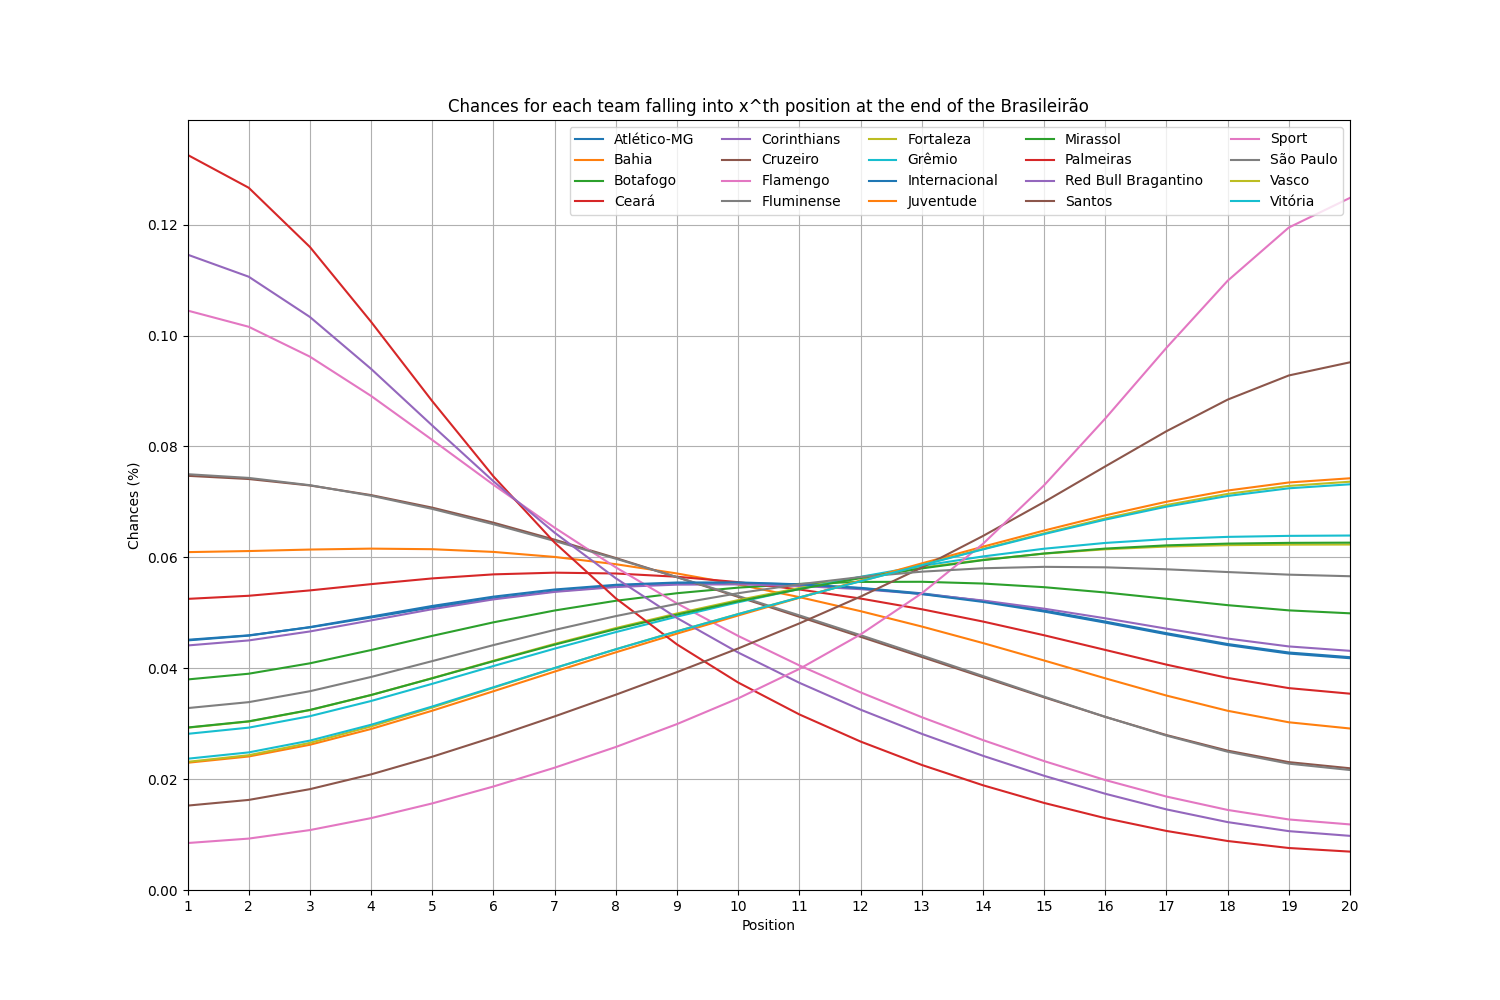 Chances for each team falling into x^th position at the end of the Brasileirão
Atlético-MG
Bahia
Botafogo
Ceará
Corinthians
Cruzeiro
Flamengo
Fluminense
Fortaleza
Grêmio
Internacional
Juventude
Mirassol
Palmeiras
Red Bull Bragantino
Santos
Sport
São Paulo
Vasco
Vitória
Chances (%)
0.12
0.10
0.08
0.06
0.04
0.02
0.00
1 2 3 4 5 6 7 8 9 10 11 12 13 14 15 16 17 18 19 20
Position